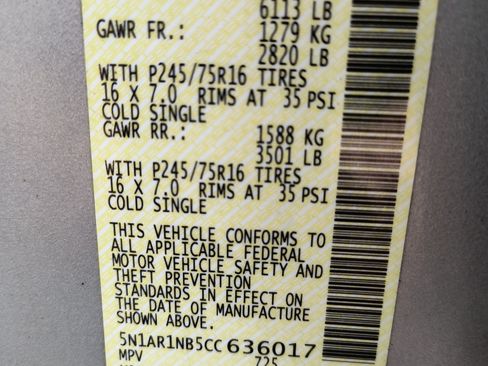 6113 LB
GAWR FR.: 1279 KG
2820 LB
WITH P245/75R16 TIRES
16 X 7.0 RIMS AT 35 PSI
COLD SINGLE
GAWR RR.: 1588 KG
3501 LB
WITH P245/75R16 TIRES
16 X 7.0 RIMS AT 35 PSI
COLD SINGLE
THIS VEHICLE CONFORMS TO
ALL APPLICABLE FEDERAL
MOTOR VEHICLE SAFETY AND
THEFT PREVENTION
STANDARDS IN EFFECT ON
THE DATE OF MANUFACTURE
SHOWN ABOVE.
5N1AR1NB5CC636017
MPV 725